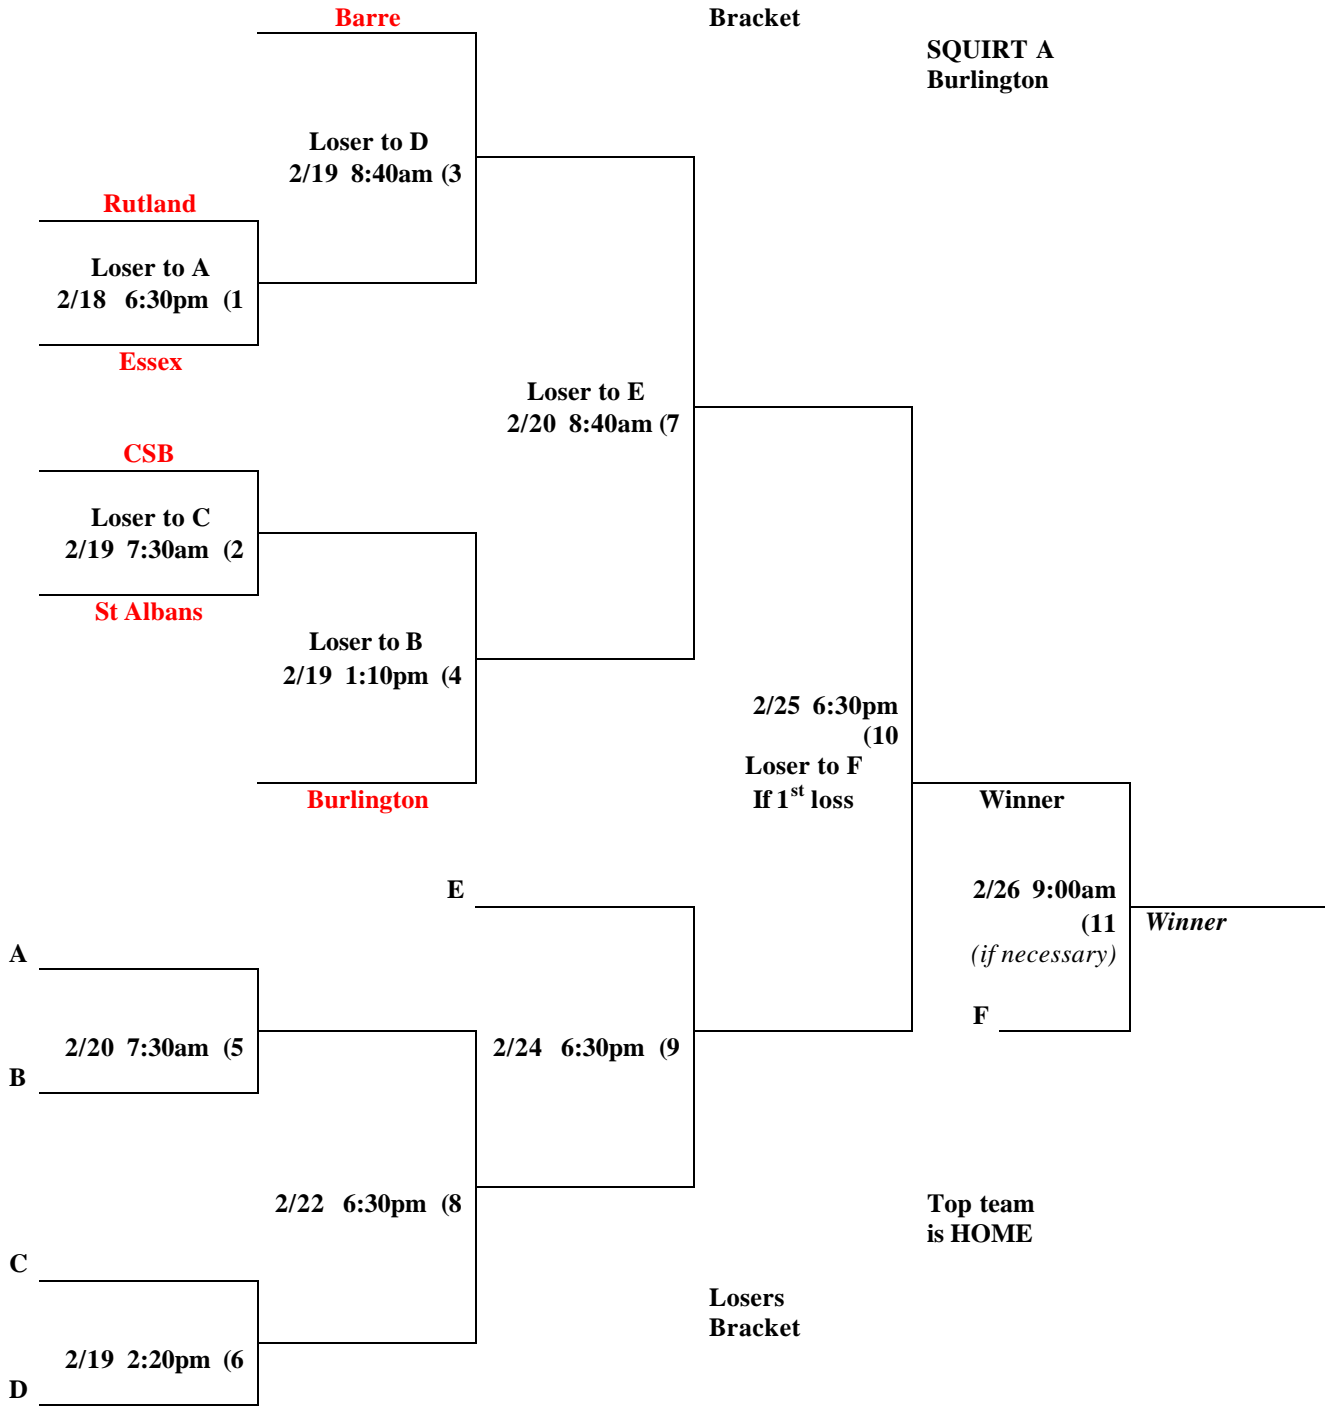 Barre
Bracket
SQUIRT A
Burlington
Loser to D
2/19 8:40am (3
Rutland
Loser to A
2/18 6:30pm (1
Essex
Loser to E
2/20 8:40am (7
CSB
Loser to C
2/19 7:30am (2
St Albans
Loser to B
2/19 1:10pm (4
Burlington
2/25 6:30pm
(10
Loser to F
If 1st loss
Winner
E
2/26 9:00am
(11
(if necessary)
Winner
A
F
2/20 7:30am (5
2/24 6:30pm (9
B
2/22 6:30pm (8
Top team
is HOME
C
Losers
Bracket
2/19 2:20pm (6
D